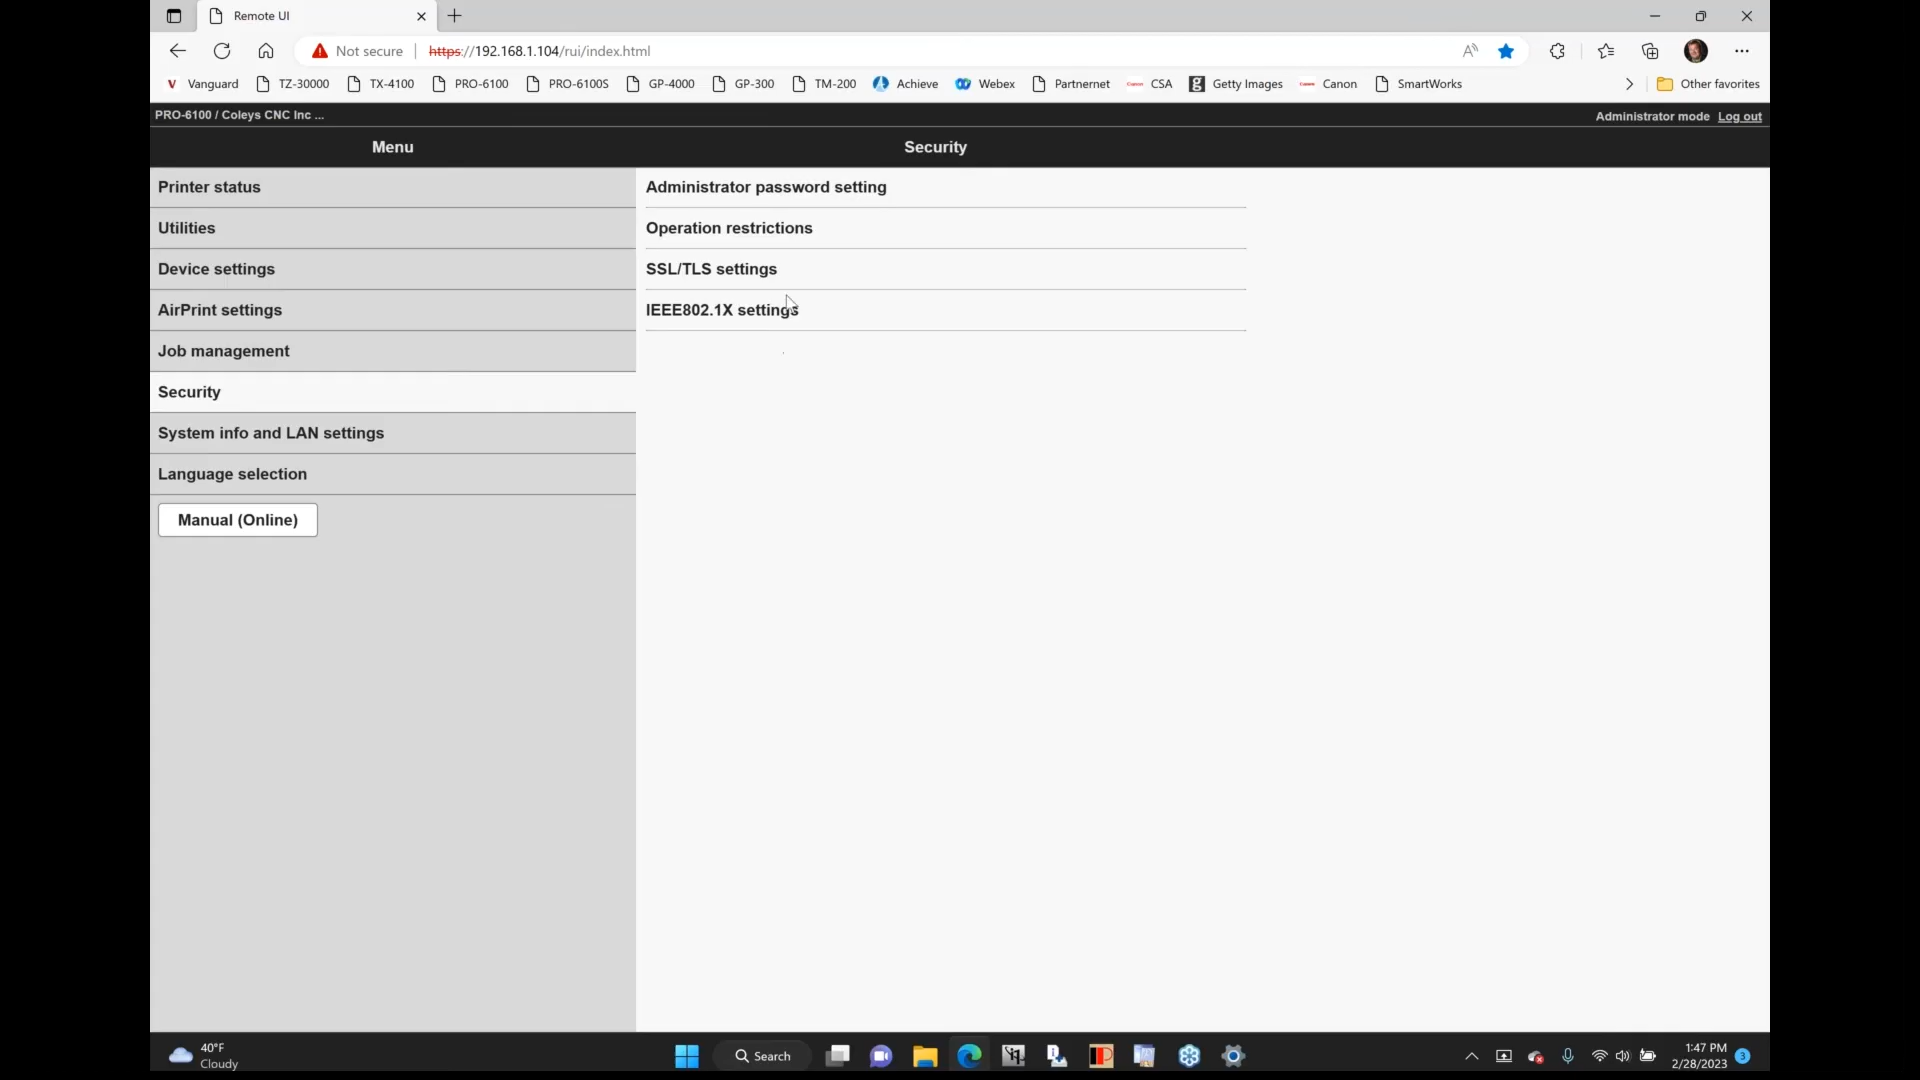 Remote UI
Not secure https://192.168.1.104/rui/index.html
Vanguard TZ-30000 TX-4100 PRO-6100 PRO-6100S GP-4000 GP-300 TM-200 Achieve Webex Partnernet CSA Getty Images Canon SmartWorks Other favorites
PRO-6100 / Coleys CNC Inc ... Administrator mode Log out
Menu Security
Printer status
Utilities
Device settings
AirPrint settings
Job management
Security
System info and LAN settings
Language selection
Manual (Online)
Administrator password setting
Operation restrictions
SSL/TLS settings
IEEE802.1X settings
40°F
Cloudy
Search
1:47 PM
2/28/2023
3